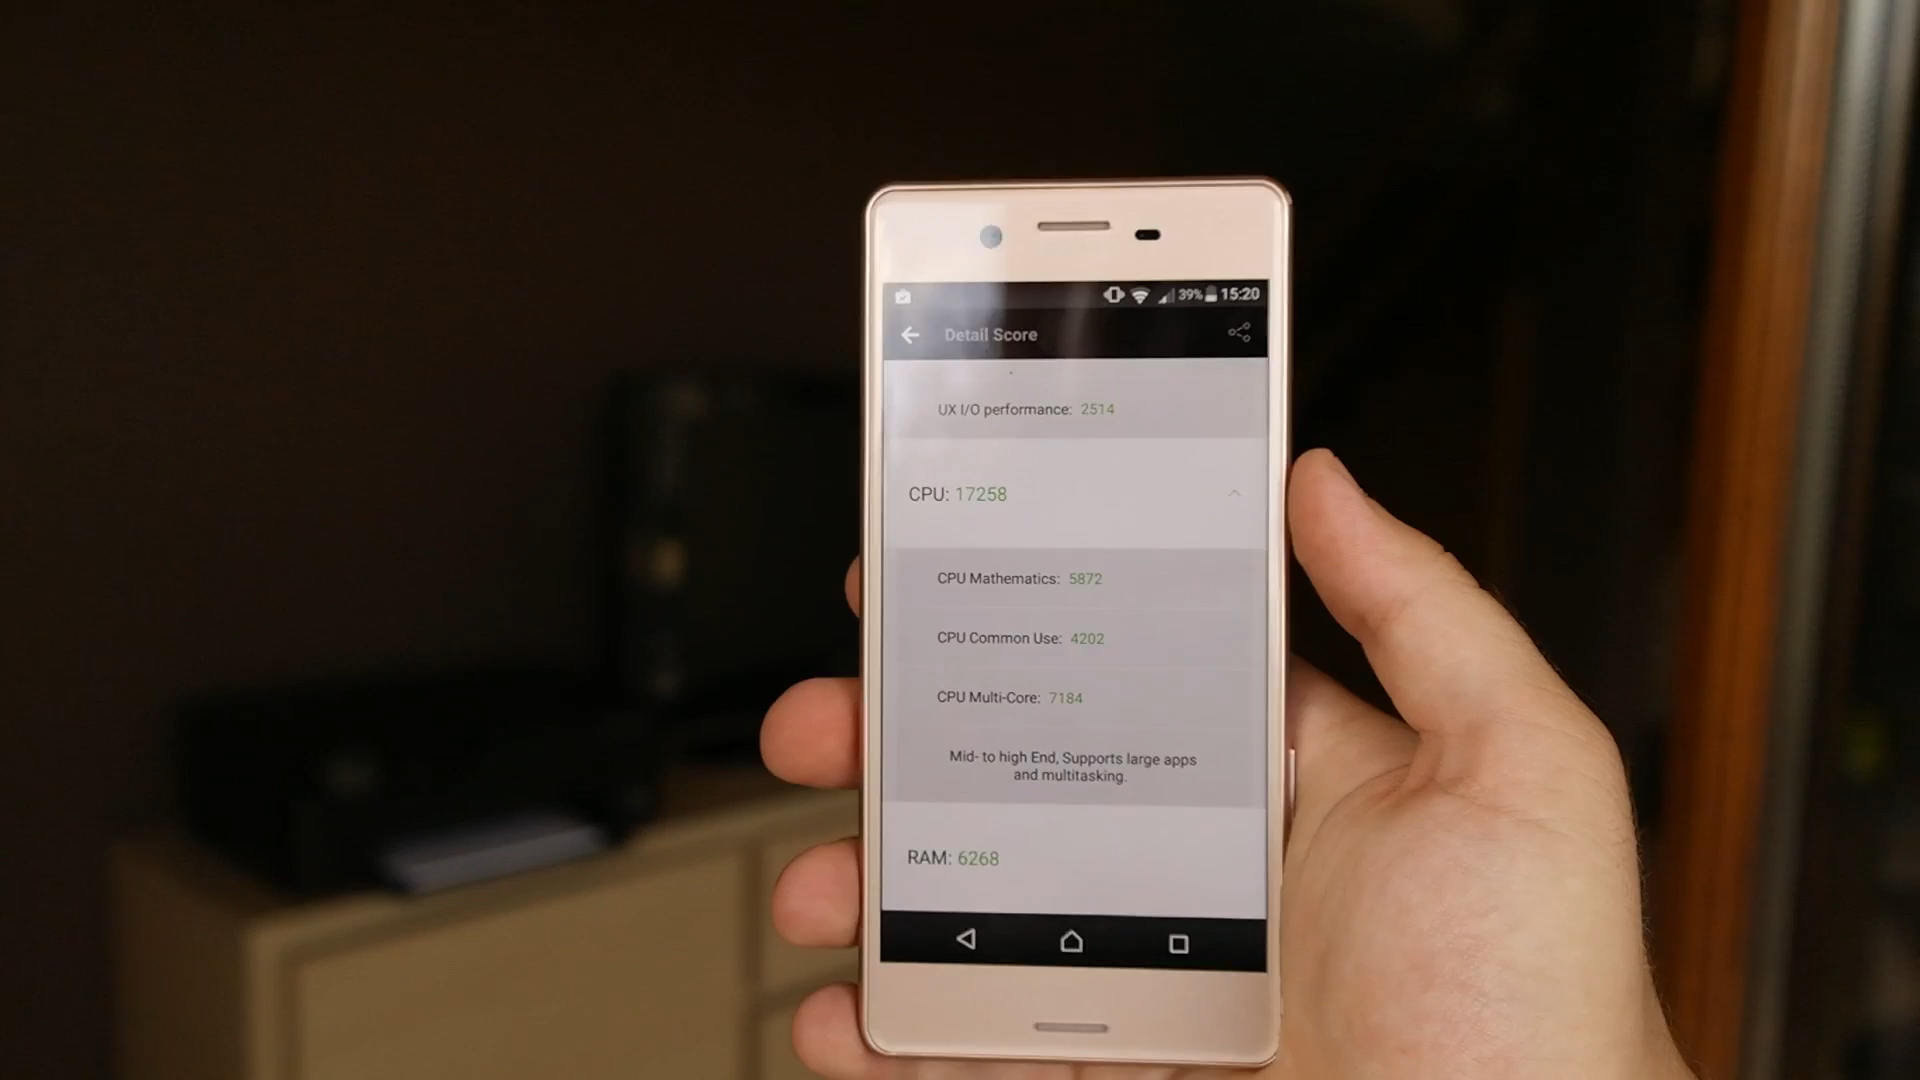 39% 15:20
Detail Score
UX I/O performance: 2514
CPU: 17258
CPU Mathematics: 5872
CPU Common Use: 4202
CPU Multi-Core: 7184
Mid- to high End, Supports large apps
and multitasking.
RAM: 6268